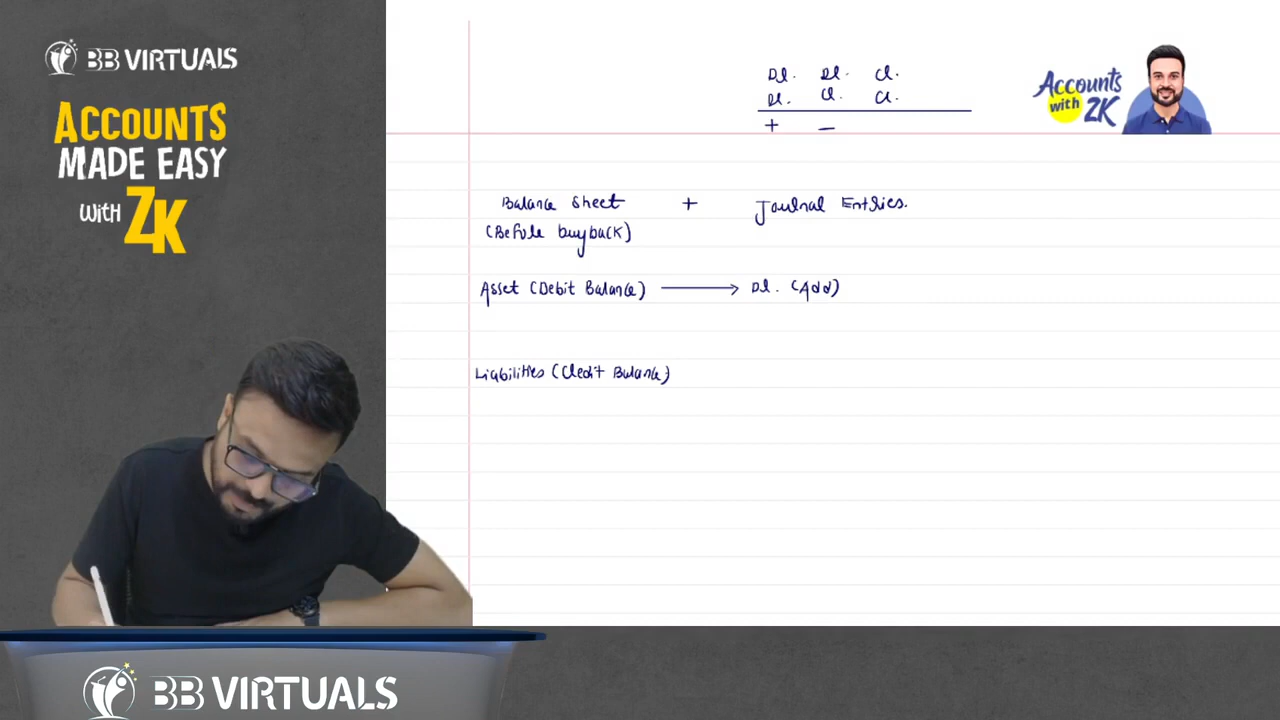 BB VIRTUALS
ACCOUNTS
MADE EASY
WITH ZK
Dr. Dr. Cr.
Dr. Cr. Cr.
+ —
Accounts
with ZK
Balance Sheet + Journal Entries.
(Before buyback)
Asset (Debit Balance) → Dr. (Add)
Liabilities (Credit Balance)
BB VIRTUALS